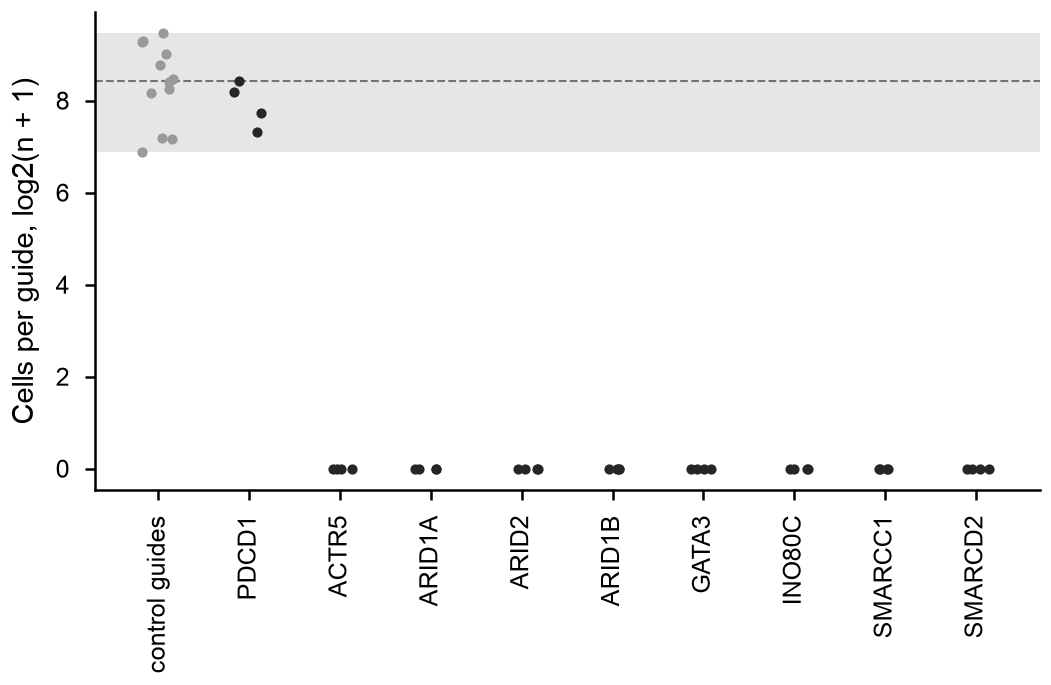 Cells per guide, log2(n + 1)
8
6
4
2
0
control guides
PDCD1
ACTR5
ARID1A
ARID2
ARID1B
GATA3
INO80C
SMARCC1
SMARCD2